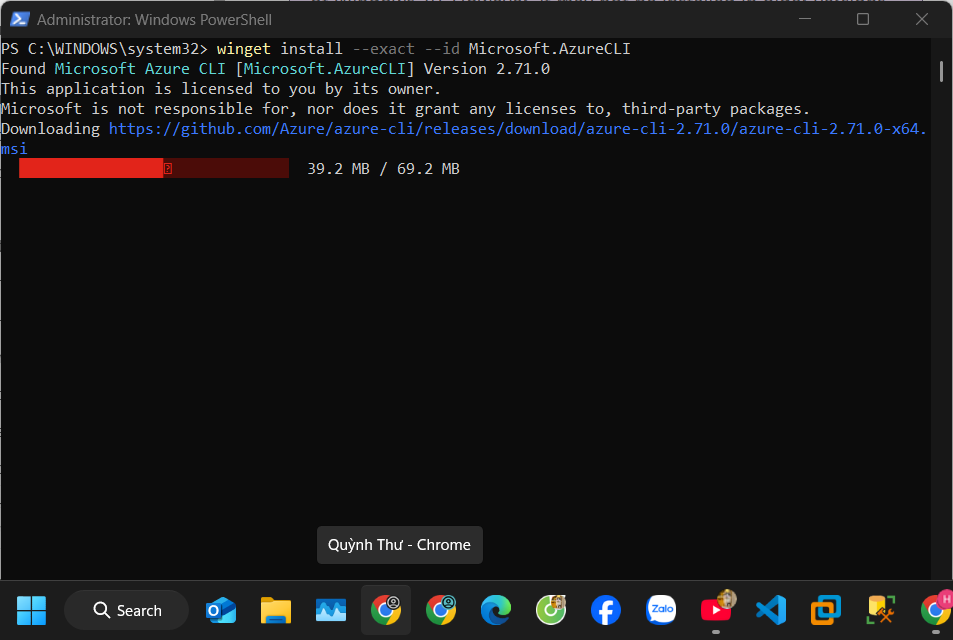 Administrator: Windows PowerShell
PS C:\WINDOWS\system32> winget install --exact --id Microsoft.AzureCLI
Found Microsoft Azure CLI [Microsoft.AzureCLI] Version 2.71.0
This application is licensed to you by its owner.
Microsoft is not responsible for, nor does it grant any licenses to, third-party packages.
Downloading https://github.com/Azure/azure-cli/releases/download/azure-cli-2.71.0/azure-cli-2.71.0-x64.
msi
39.2 MB / 69.2 MB
Quỳnh Thư - Chrome
Search
Zalo
H